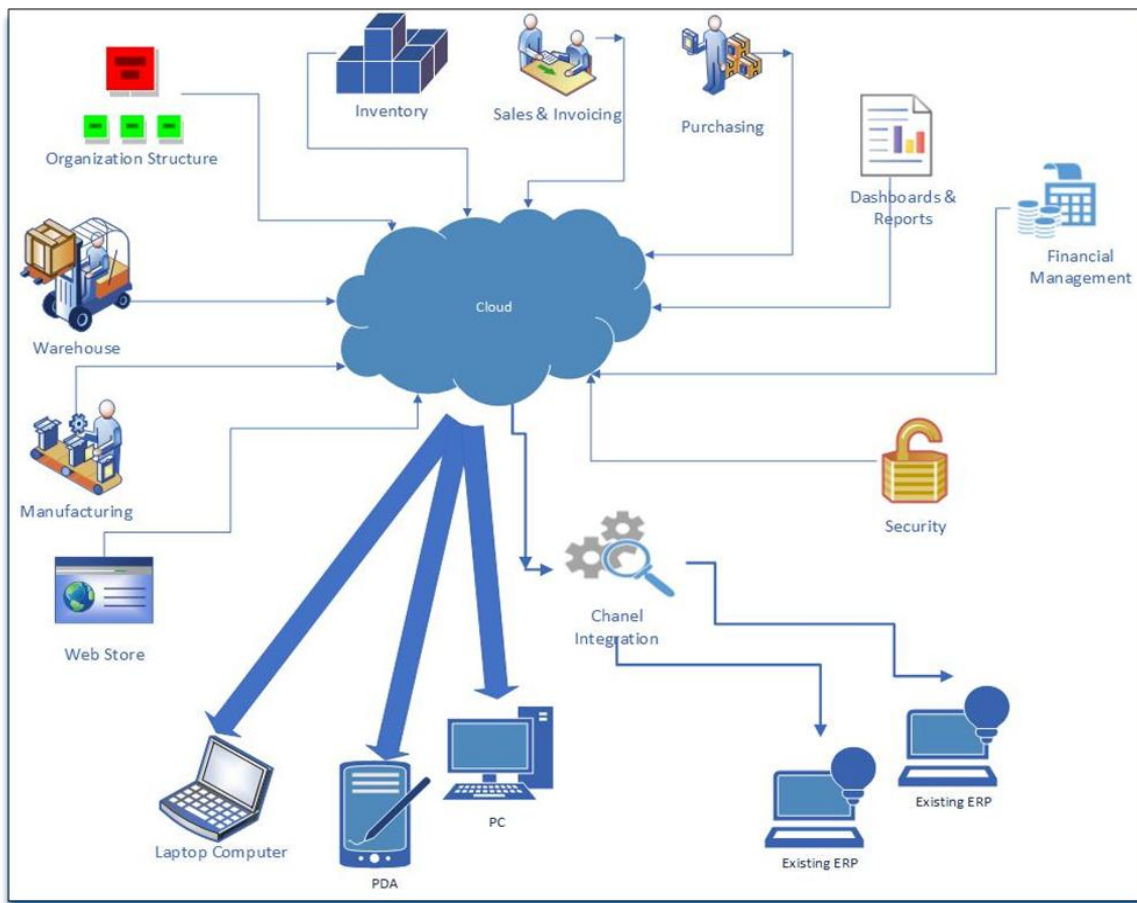 Organization Structure
Inventory
Sales & Invoicing
Purchasing
Dashboards &
Reports
Financial
Management
Warehouse
Cloud
Manufacturing
Security
Web Store
Chanel
Integration
Laptop Computer
PDA
PC
Existing ERP
Existing ERP